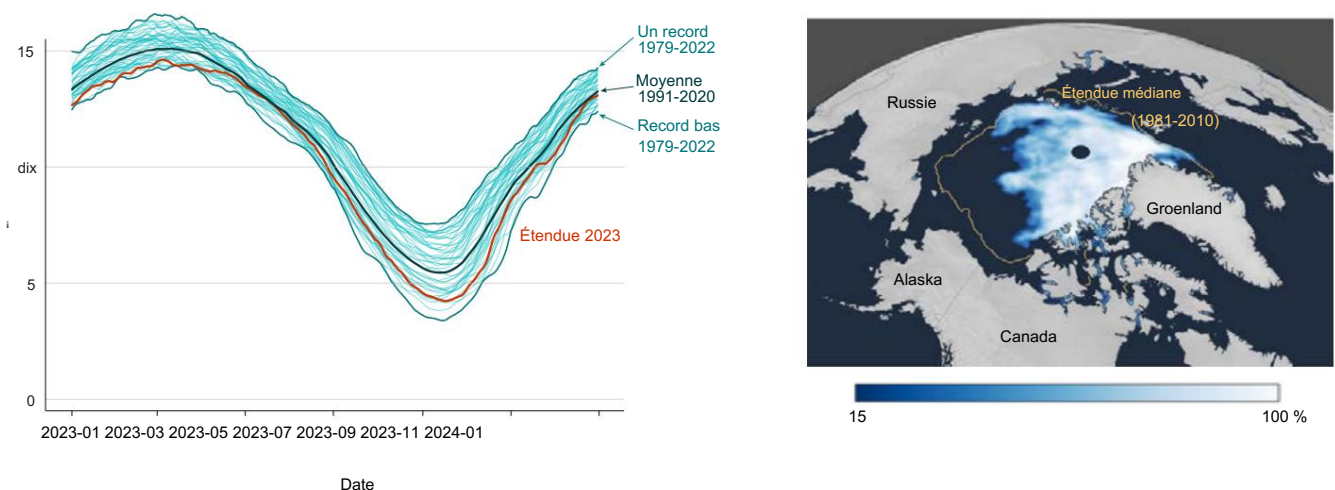 15
dix
5
0
2023-01 2023-03 2023-05 2023-07 2023-09 2023-11 2024-01
Date
Un record
1979-2022
Moyenne
1991-2020
Record bas
1979-2022
Étendue 2023
Russie
Étendue médiane
(1981-2010)
Groenland
Alaska
Canada
15
100 %